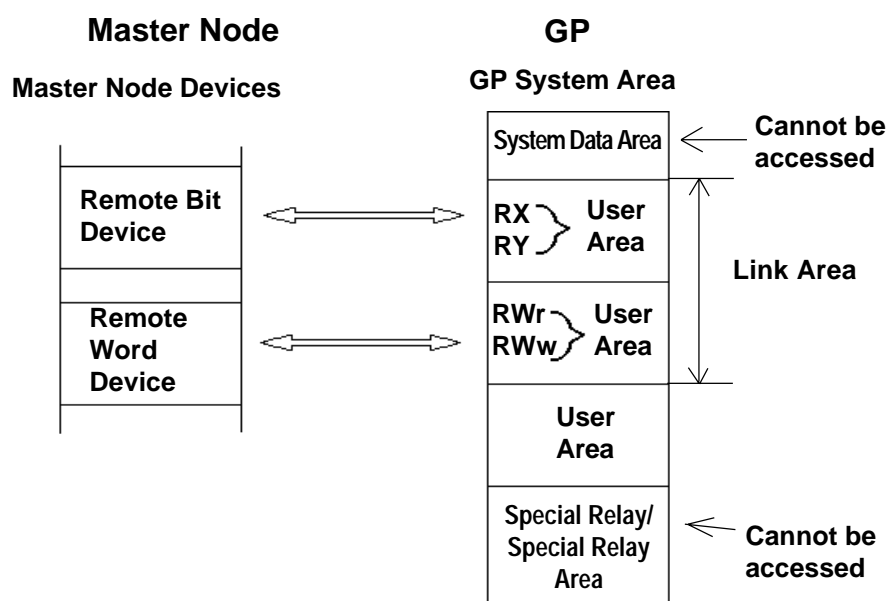 Master Node
GP
Master Node Devices
GP System Area
System Data Area
Cannot be
accessed
Remote Bit
Device
RX
RY
User
Area
Link Area
Remote
Word
Device
RWr
RWw
User
Area
User
Area
Special Relay/
Special Relay
Area
Cannot be
accessed